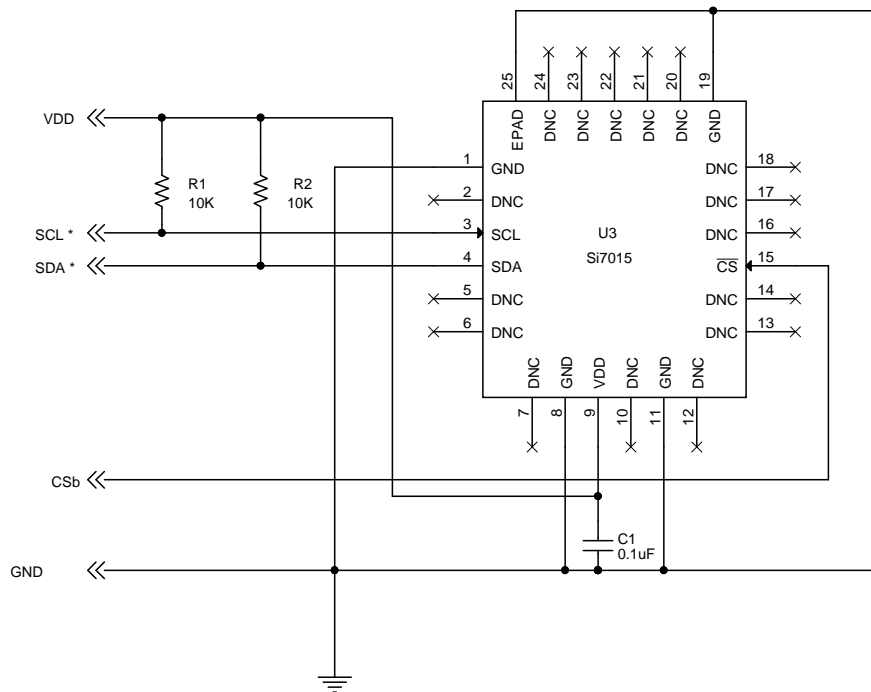 25
24
23
22
21
20
19
EPAD
DNC
DNC
DNC
DNC
DNC
GND
VDD
1
GND
DNC
18
R1
10K
R2
10K
2
DNC
DNC
17
SCL *
3
SCL
U3
DNC
16
SDA *
4
SDA
Si7015
CS
15
5
DNC
DNC
14
6
DNC
DNC
13
DNC
GND
VDD
DNC
GND
DNC
7
8
9
10
11
12
CSb
C1
0.1uF
GND